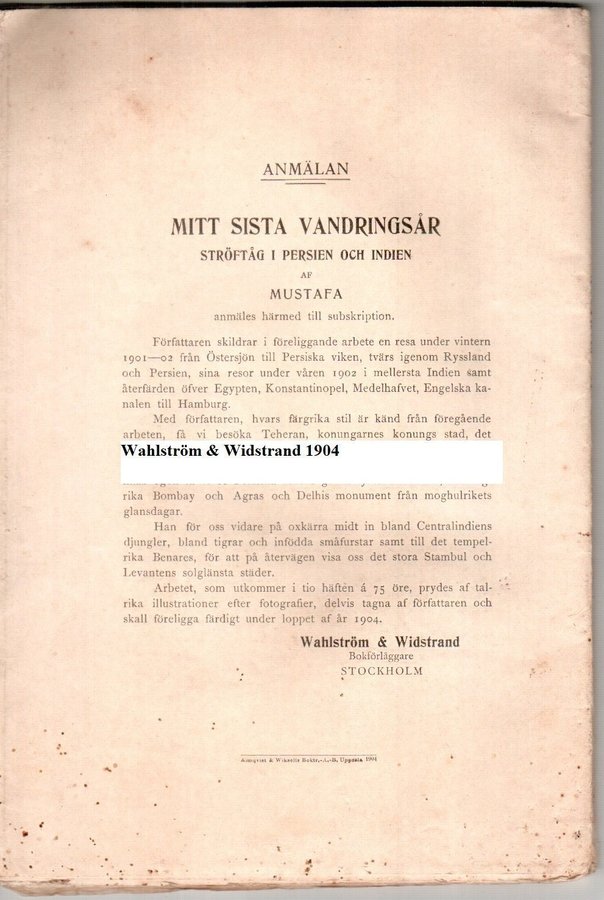 ANMÄLAN
MITT SISTA VANDRINGSÅR
STRÖFTÅG I PERSIEN OCH INDIEN
AF
MUSTAFA
anmäles härmed till subskription.
Författaren skildrar i föreliggande arbete en resa under vintern
1901—02 från Östersjön till Persiska viken, tvärs igenom Ryssland
och Persien, sina resor under våren 1902 i mellersta Indien samt
återfärden öfver Egypten, Konstantinopel, Medelhafvet, Engelska ka-
nalen till Hamburg.
Med författaren, hvars färgrika stil är känd från föregående
arbeten, få vi besöka Teheran, konungarnes konungs stad, det
Wahlström & Widstrand 1904
rika Bombay och Agras och Delhis monument från moghulrikets
glansdagar.
Han för oss vidare på oxkärra midt in bland Centralindiens
djungler, bland tigrar och infödda småfurstar samt till det tempel-
rika Benares, för att på återvägen visa oss det stora Stambul och
Levantens solglänsta städer.
Arbetet, som utkommer i tio häften á 75 öre, prydes af tal-
rika illustrationer efter fotografier, delvis tagna af författaren och
skall föreligga färdigt under loppet af år 1904.
Wahlström & Widstrand
Bokförläggare
STOCKHOLM
Almqvist & Wiksells Boktr.-A.-B, Uppsala 1904